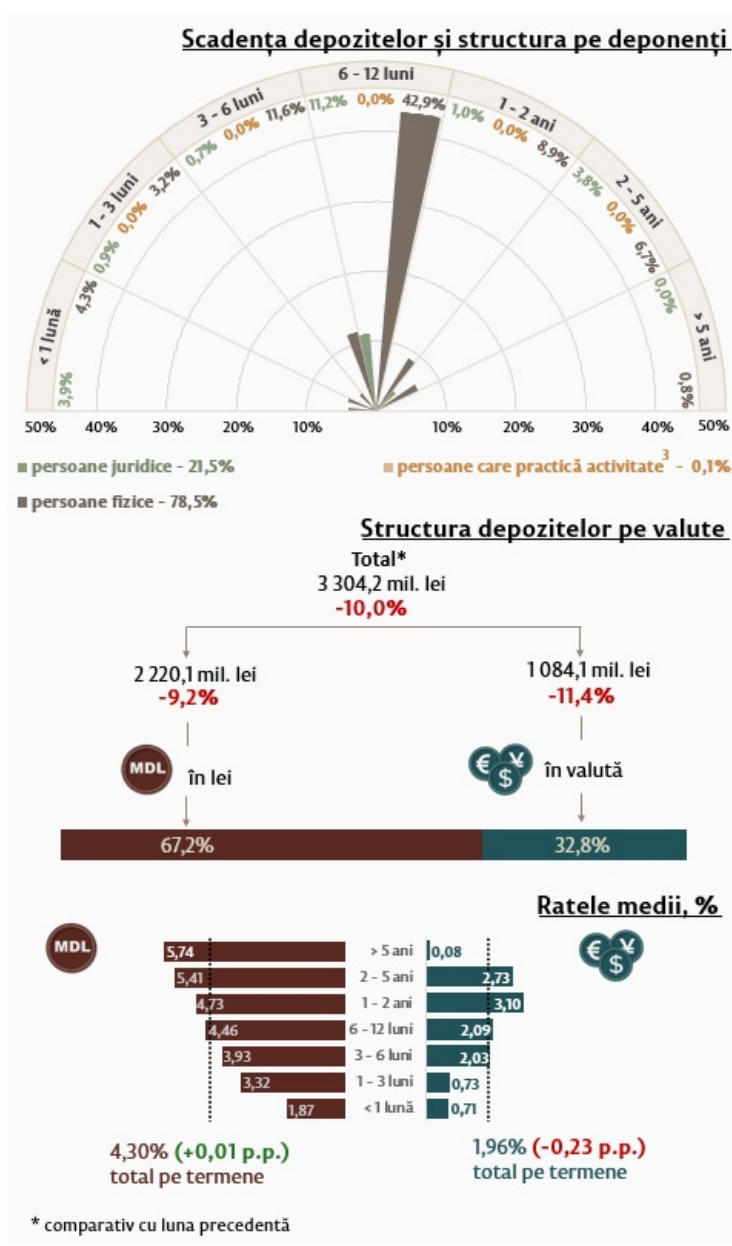 Scadența depozitelor și structura pe deponenți
< 1 lună
3,9%
4,3%
1 - 3 luni
0,9%
0,0%
3,2%
3 - 6 luni
0,7%
0,0%
11,6%
6 - 12 luni
11,2%
0,0%
42,9%
1 - 2 ani
1,0%
0,0%
8,9%
2 - 5 ani
3,8%
0,0%
6,7%
> 5 ani
0,0%
0,8%
50% 40% 30% 20% 10% 10% 20% 30% 40% 50%
persoane juridice - 21,5%
persoane care practică activitate3 - 0,1%
persoane fizice - 78,5%
Structura depozitelor pe valute
Total*
3 304,2 mil. lei
-10,0%
2 220,1 mil. lei
-9,2%
1 084,1 mil. lei
-11,4%
MDL
în lei
€ ¥ $
în valută
67,2%
32,8%
Ratele medii, %
MDL
€ ¥ $
5,74 > 5 ani 0,08
5,41 2 - 5 ani 2,73
4,73 1 - 2 ani 3,10
4,46 6 - 12 luni 2,09
3,93 3 - 6 luni 2,03
3,32 1 - 3 luni 0,73
1,87 < 1 lună 0,71
4,30% (+0,01 p.p.)
total pe termene
1,96% (-0,23 p.p.)
total pe termene
* comparativ cu luna precedentă